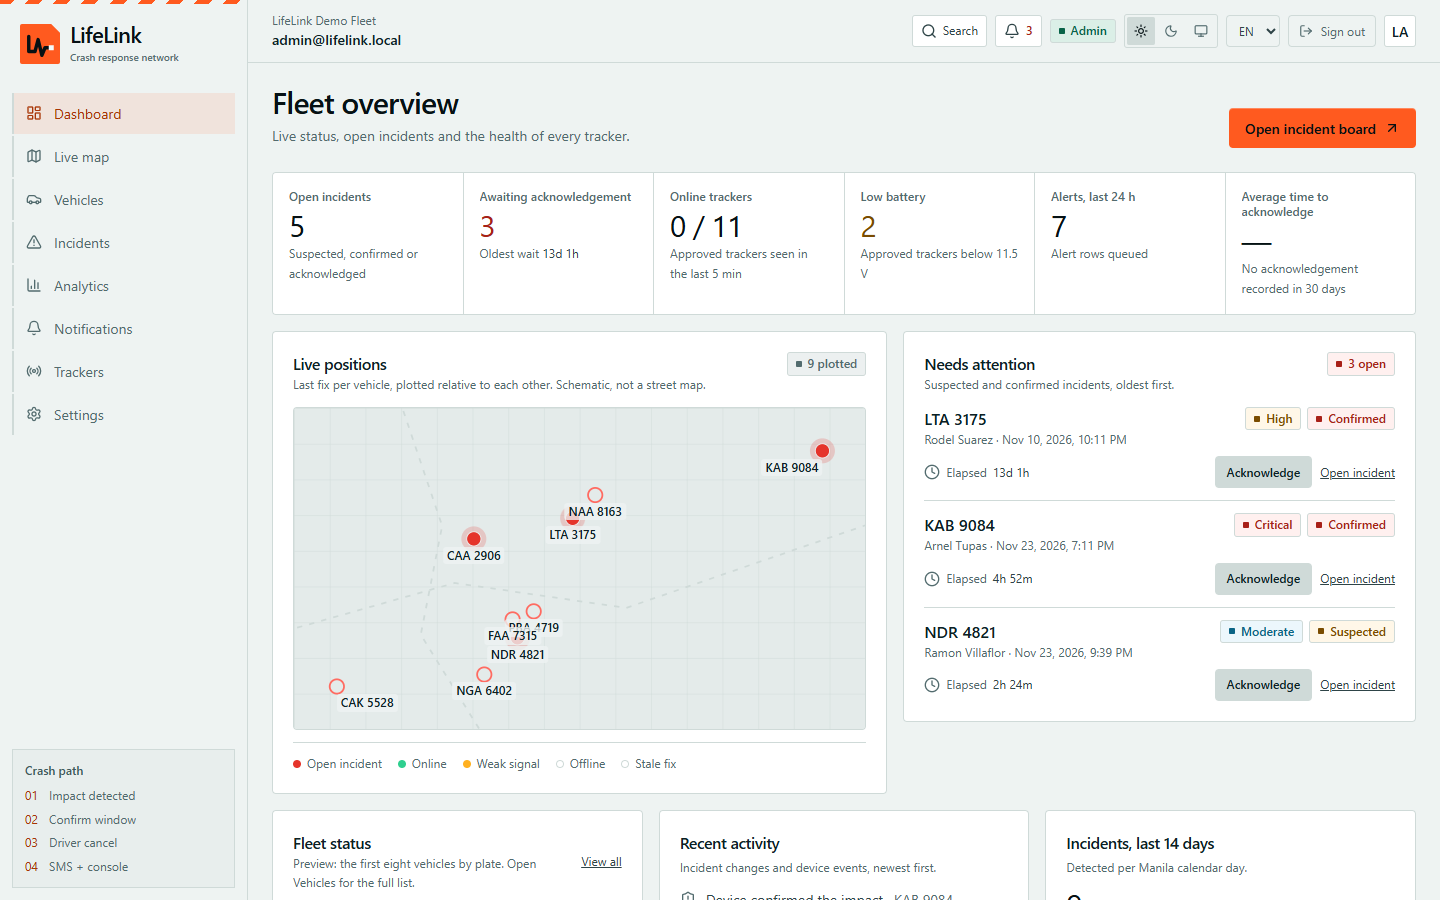 LifeLink
Crash response network
Dashboard
Live map
Vehicles
Incidents
Analytics
Notifications
Trackers
Settings
Crash path
01 Impact detected
02 Confirm window
03 Driver cancel
04 SMS + console
LifeLink Demo Fleet
admin@lifelink.local
Search
3
Admin
EN
Sign out
LA
Fleet overview
Live status, open incidents and the health of every tracker.
Open incident board
Open incidents
5
Suspected, confirmed or
acknowledged
Awaiting acknowledgement
3
Oldest wait 13d 1h
Online trackers
0 / 11
Approved trackers seen in
the last 5 min
Low battery
2
Approved trackers below 11.5
V
Alerts, last 24 h
7
Alert rows queued
Average time to
acknowledge
—
No acknowledgement
recorded in 30 days
Live positions
9 plotted
Last fix per vehicle, plotted relative to each other. Schematic, not a street map.
KAB 9084
NAA 8163
LTA 3175
CAA 2906
4719
FAA 7315
NDR 4821
NGA 6402
CAK 5528
Open incident
Online
Weak signal
Offline
Stale fix
Needs attention
3 open
Suspected and confirmed incidents, oldest first.
LTA 3175
High
Confirmed
Rodel Suarez · Nov 10, 2026, 10:11 PM
Elapsed 13d 1h
Acknowledge
Open incident
KAB 9084
Critical
Confirmed
Arnel Tupas · Nov 23, 2026, 7:11 PM
Elapsed 4h 52m
Acknowledge
Open incident
NDR 4821
Moderate
Suspected
Ramon Villaflor · Nov 23, 2026, 9:39 PM
Elapsed 2h 24m
Acknowledge
Open incident
Fleet status
Preview: the first eight vehicles by plate. Open
Vehicles for the full list.
View all
Recent activity
Incident changes and device events, newest first.
Device confirmed the impact · KAB 9084
Incidents, last 14 days
Detected per Manila calendar day.